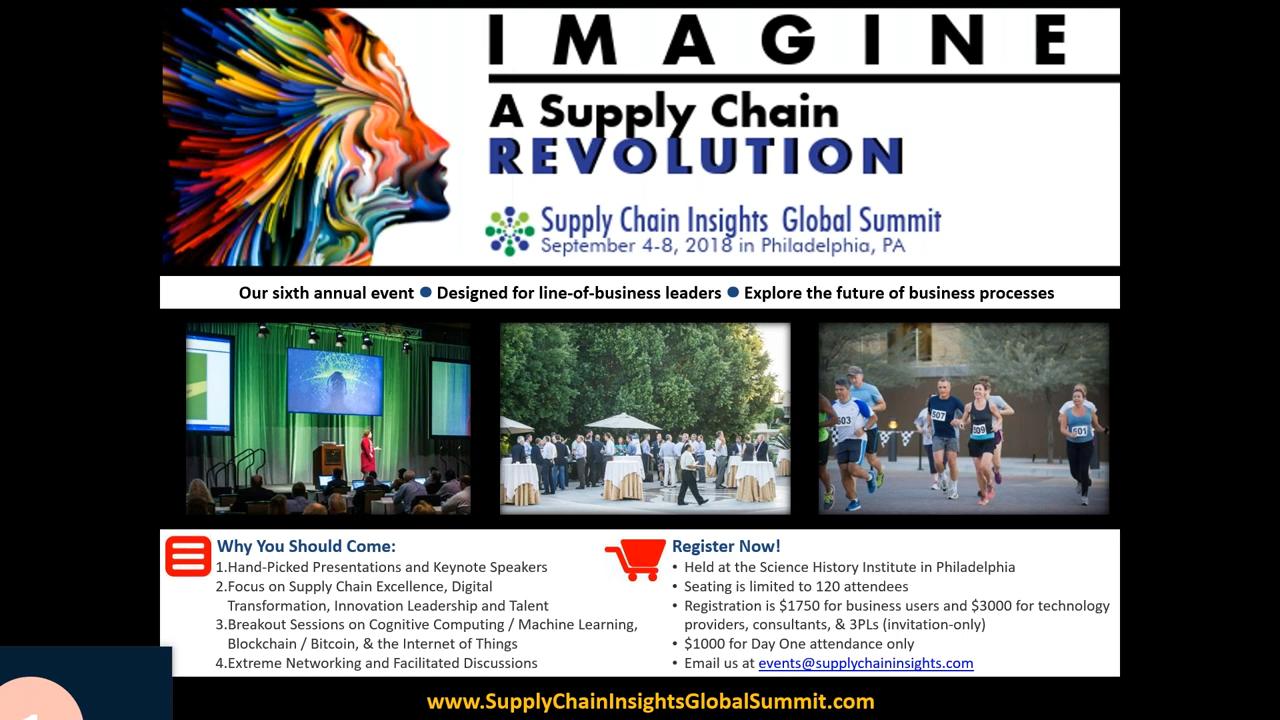 IMAGINE
A Supply Chain
REVOLUTION
Supply Chain Insights Global Summit
September 4-8, 2018 in Philadelphia, PA
Our sixth annual event ● Designed for line-of-business leaders ● Explore the future of business processes
603
507
509
501
Why You Should Come:
1.Hand-Picked Presentations and Keynote Speakers
2.Focus on Supply Chain Excellence, Digital
Transformation, Innovation Leadership and Talent
3.Breakout Sessions on Cognitive Computing / Machine Learning,
Blockchain / Bitcoin, & the Internet of Things
4.Extreme Networking and Facilitated Discussions
Register Now!
• Held at the Science History Institute in Philadelphia
• Seating is limited to 120 attendees
• Registration is $1750 for business users and $3000 for technology
providers, consultants, & 3PLs (invitation-only)
• $1000 for Day One attendance only
• Email us at events@supplychaininsights.com
www.SupplyChainInsightsGlobalSummit.com